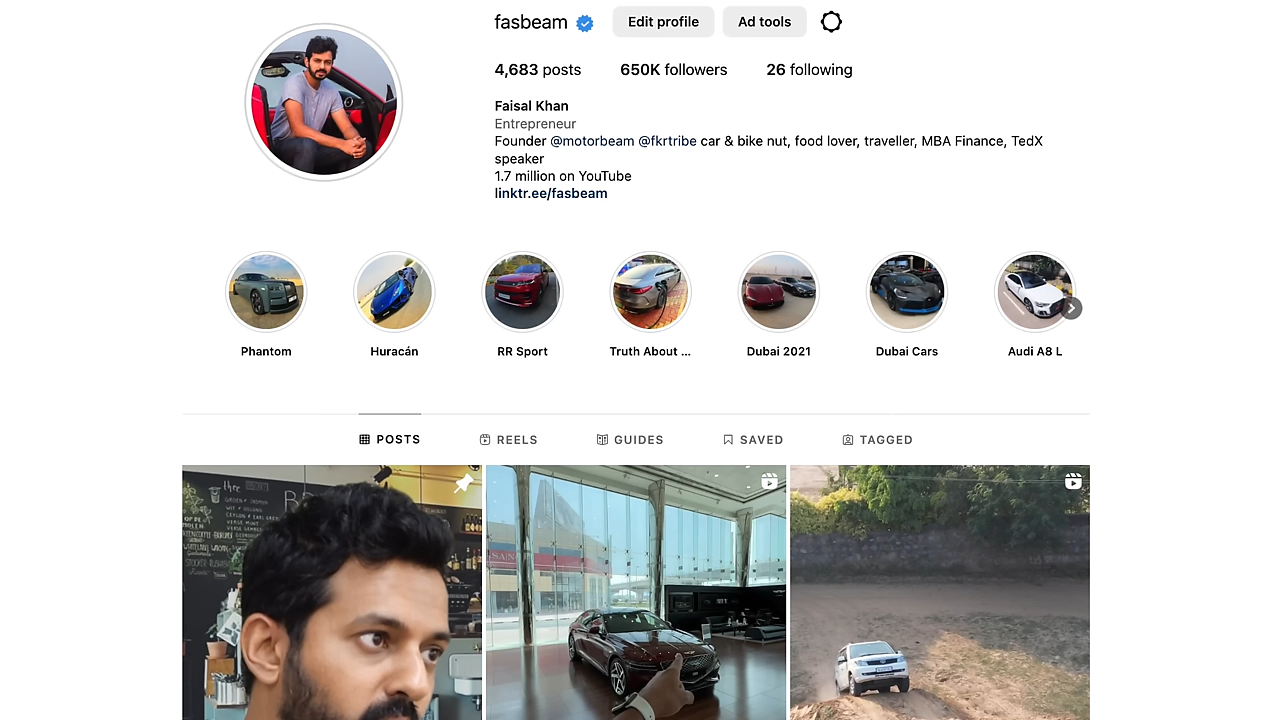 fasbeam
Edit profile
Ad tools
4,683 posts
650K followers
26 following
Faisal Khan
Entrepreneur
Founder @motorbeam @fkrtribe car & bike nut, food lover, traveller, MBA Finance, TedX
speaker
1.7 million on YouTube
linktr.ee/fasbeam
Phantom
Huracán
RR Sport
Truth About ...
Dubai 2021
Dubai Cars
Audi A8 L
POSTS
REELS
GUIDES
SAVED
TAGGED